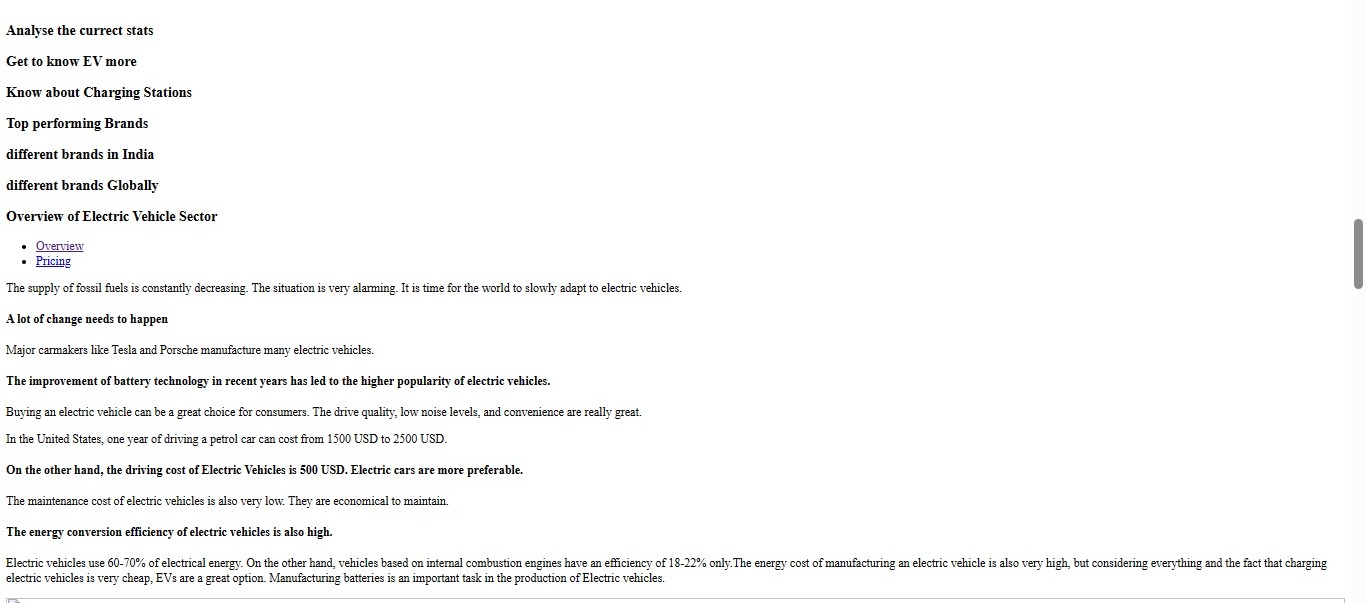 Analyse the currect stats
Get to know EV more
Know about Charging Stations
Top performing Brands
different brands in India
different brands Globally
Overview of Electric Vehicle Sector
Overview
Pricing
The supply of fossil fuels is constantly decreasing. The situation is very alarming. It is time for the world to slowly adapt to electric vehicles.
A lot of change needs to happen
Major carmakers like Tesla and Porsche manufacture many electric vehicles.
The improvement of battery technology in recent years has led to the higher popularity of electric vehicles.
Buying an electric vehicle can be a great choice for consumers. The drive quality, low noise levels, and convenience are really great.
In the United States, one year of driving a petrol car can cost from 1500 USD to 2500 USD.
On the other hand, the driving cost of Electric Vehicles is 500 USD. Electric cars are more preferable.
The maintenance cost of electric vehicles is also very low. They are economical to maintain.
The energy conversion efficiency of electric vehicles is also high.
Electric vehicles use 60-70% of electrical energy. On the other hand, vehicles based on internal combustion engines have an efficiency of 18-22% only.The energy cost of manufacturing an electric vehicle is also very high, but considering everything and the fact that charging
electric vehicles is very cheap, EVs are a great option. Manufacturing batteries is an important task in the production of Electric vehicles.